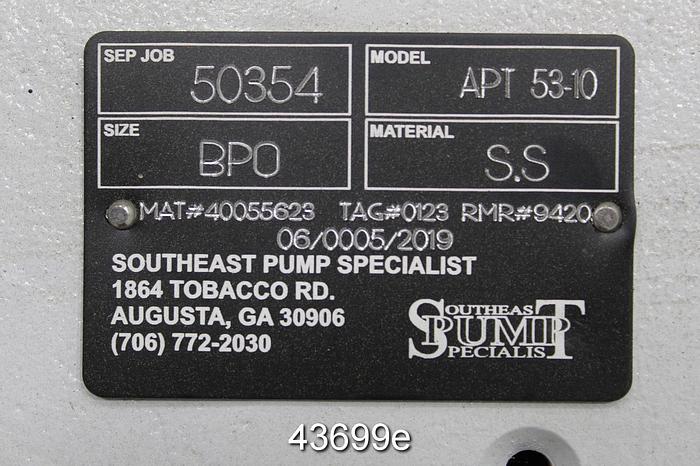 SEP JOB 50354
MODEL APT 53-10
SIZE BPO
MATERIAL S.S
MAT#40055623 TAG#0123 RMR#9420
06/0005/2019
SOUTHEAST PUMP SPECIALIST
1864 TOBACCO RD.
AUGUSTA, GA 30906
(706) 772-2030
SOUTHEAST
PUMP
SPECIALIST
43699e